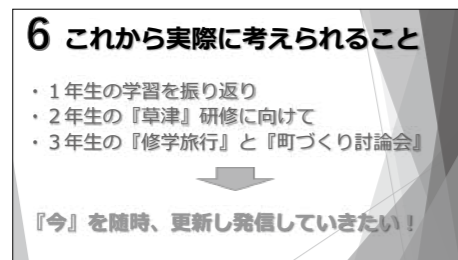 6 これから実際に考えられること
・1年生の学習を振り返り
・2年生の『草津』研修に向けて
・3年生の『修学旅行』と『町づくり討論会』
『今』を随時、更新し発信していきたい!